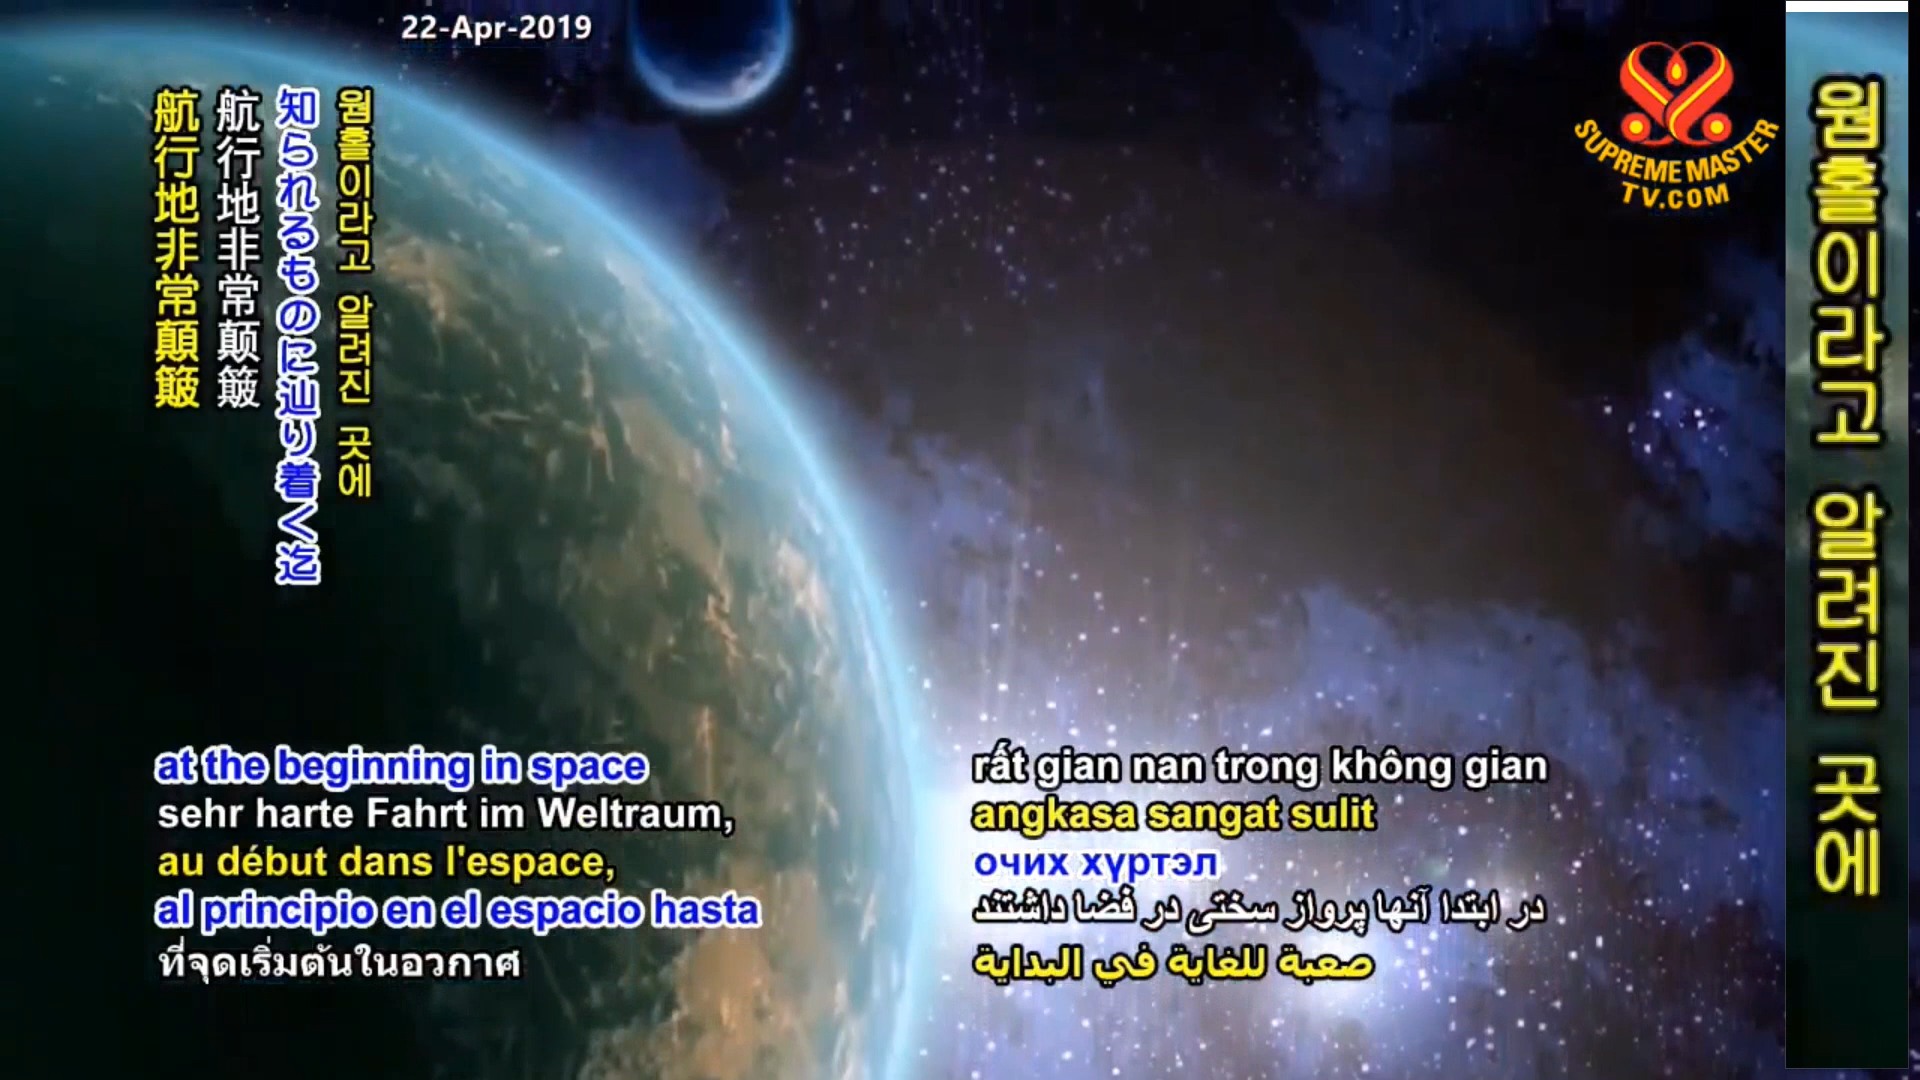 22-Apr-2019
SUPREME MASTER
TV.COM
웜홀이라고 알려진 곳에
知られるものに辿り着く迄
航行地非常颠簸
航行地非常顛簸
at the beginning in space
sehr harte Fahrt im Weltraum,
au début dans l'espace,
al principio en el espacio hasta
ที่จุดเริ่มต้นในอวกาศ
rất gian nan trong không gian
angkasa sangat sulit
очих хүртэл
در ابتدا آنها پرواز سختی در فضا داشتند
صعبة للغاية في البداية
웜홀이라고 알려진 곳에